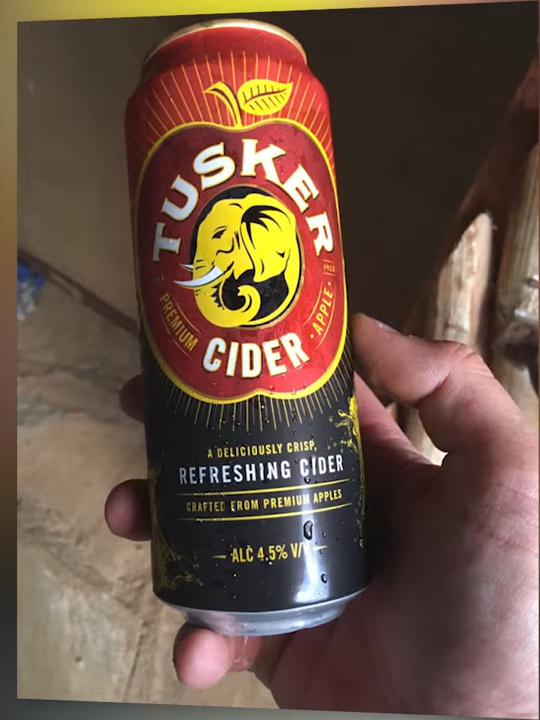 TUSKER
1922
PREMIUM
APPLE
CIDER
A DELICIOUSLY CRISP,
REFRESHING CIDER
CRAFTED FROM PREMIUM APPLES
ALC 4.5% V/